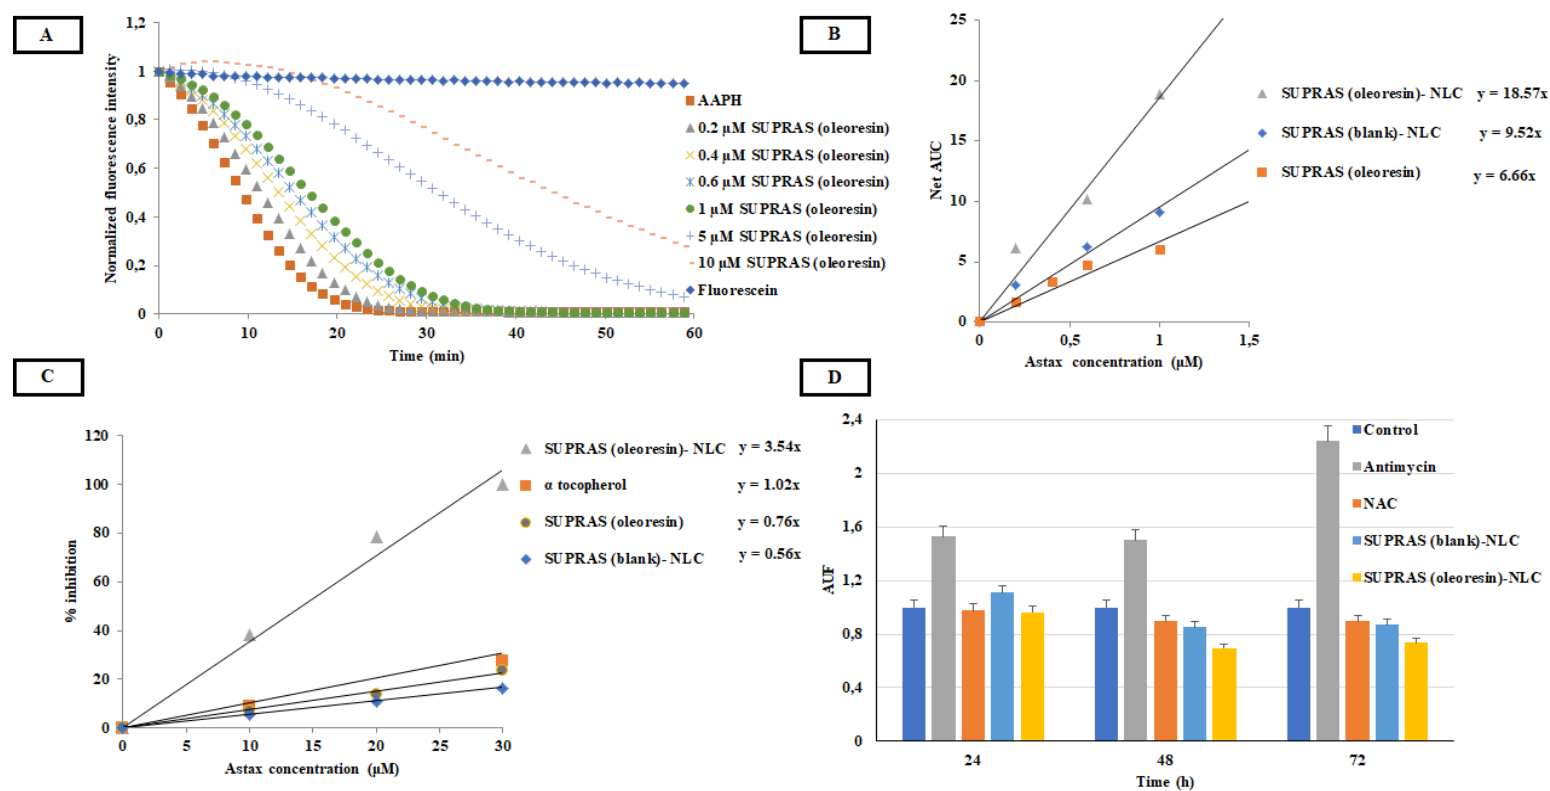 A
1,2
1
0,8
0,6
0,4
0,2
0
0 10 20 30 40 50 60
Normalized fluorescence intensity
Time (min)
AAPH
0.2 µM SUPRAS (oleoresin)
0.4 µM SUPRAS (oleoresin)
0.6 µM SUPRAS (oleoresin)
1 µM SUPRAS (oleoresin)
5 µM SUPRAS (oleoresin)
10 µM SUPRAS (oleoresin)
Fluorescein
B
25
20
15
10
5
0
0 0,5 1 1,5
Net AUC
Astax concentration (µM)
SUPRAS (oleoresin)- NLC y = 18.57x
SUPRAS (blank)- NLC y = 9.52x
SUPRAS (oleoresin) y = 6.66x
C
120
100
80
60
40
20
0
0 5 10 15 20 25 30
% inhibition
Astax concentration (µM)
SUPRAS (oleoresin)- NLC y = 3.54x
α tocopherol y = 1.02x
SUPRAS (oleoresin) y = 0.76x
SUPRAS (blank)- NLC y = 0.56x
D
2,4
2
1,6
1,2
0,8
0,4
0
24 48 72
AUF
Time (h)
Control
Antimycin
NAC
SUPRAS (blank)-NLC
SUPRAS (oleoresin)-NLC